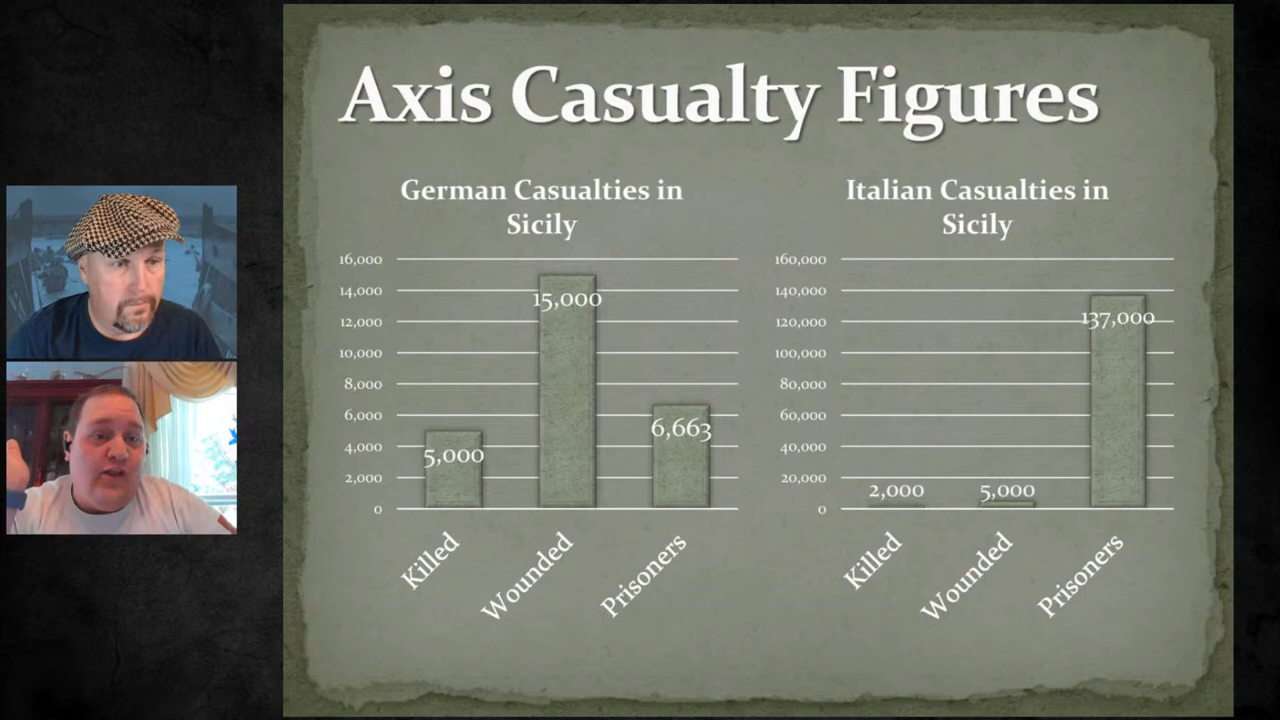 Axis Casualty Figures
German Casualties in
Sicily
16,000
14,000
12,000
10,000
8,000
6,000
4,000
2,000
0
5,000
15,000
6,663
Killed
Wounded
Prisoners
Italian Casualties in
Sicily
160,000
140,000
120,000
100,000
80,000
60,000
40,000
20,000
0
2,000
5,000
137,000
Killed
Wounded
Prisoners